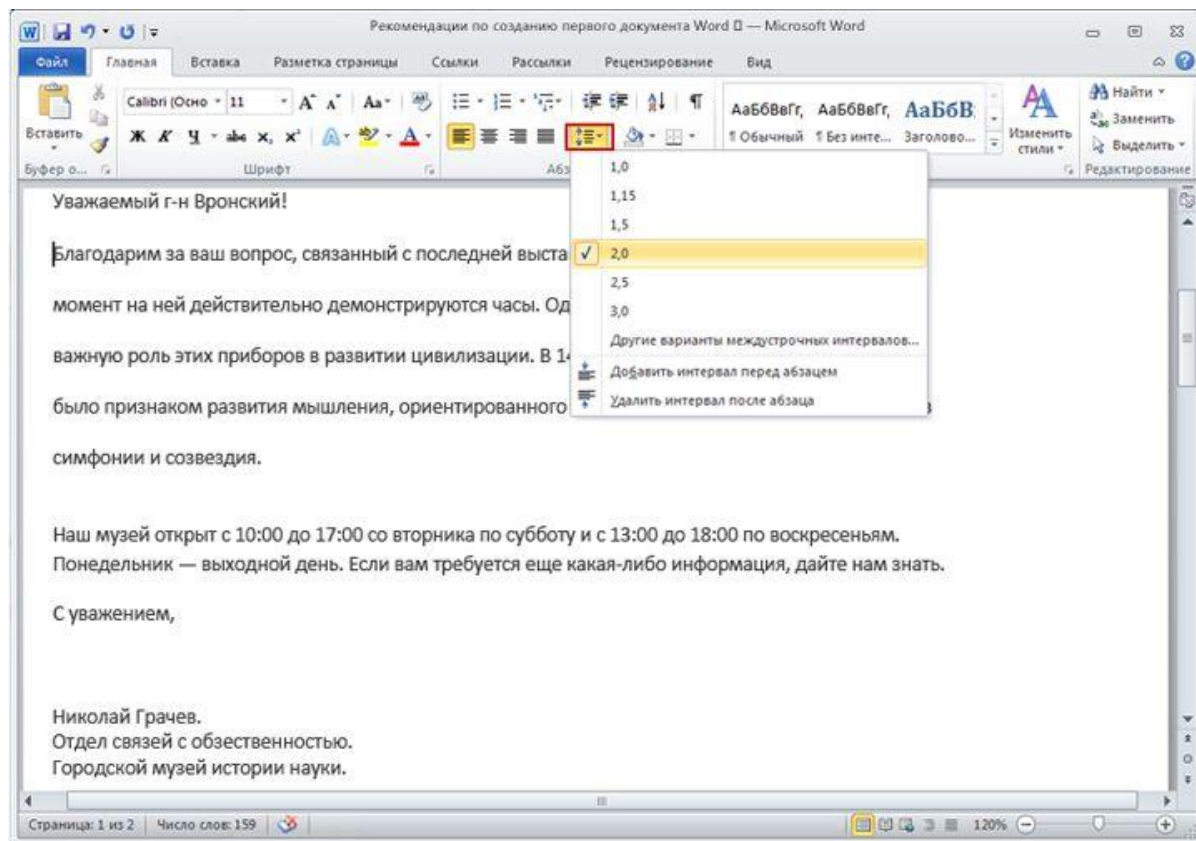 Рекомендации по созданию первого документа Word — Microsoft Word
Файл Главная Вставка Разметка страницы Ссылки Рассылки Рецензирование Вид
Calibri (Осно 11 Aa АаБбВвГг, АаБбВвГг, АаБбВ Найти
Вставить Ж К Ч abc x, x² А ¶ Обычный ¶ Без инте... Заголово... Изменить стили Заменить
Выделить
Буфер о... Шрифт Абз Редактирование
1,0
1,15
1,5
2,0
2,5
3,0
Другие варианты междустрочных интервалов...
Добавить интервал перед абзацем
Удалить интервал после абзаца
Уважаемый г-н Вронский!
Благодарим за ваш вопрос, связанный с последней выста
момент на ней действительно демонстрируются часы. Од
важную роль этих приборов в развитии цивилизации. В 14
было признаком развития мышления, ориентированного
симфонии и созвездия.
Наш музей открыт с 10:00 до 17:00 со вторника по субботу и с 13:00 до 18:00 по воскресеньям.
Понедельник — выходной день. Если вам требуется еще какая-либо информация, дайте нам знать.
С уважением,
Николай Грачев.
Отдел связей с обзественностью.
Городской музей истории науки.
Страница: 1 из 2 Число слов: 159 120%